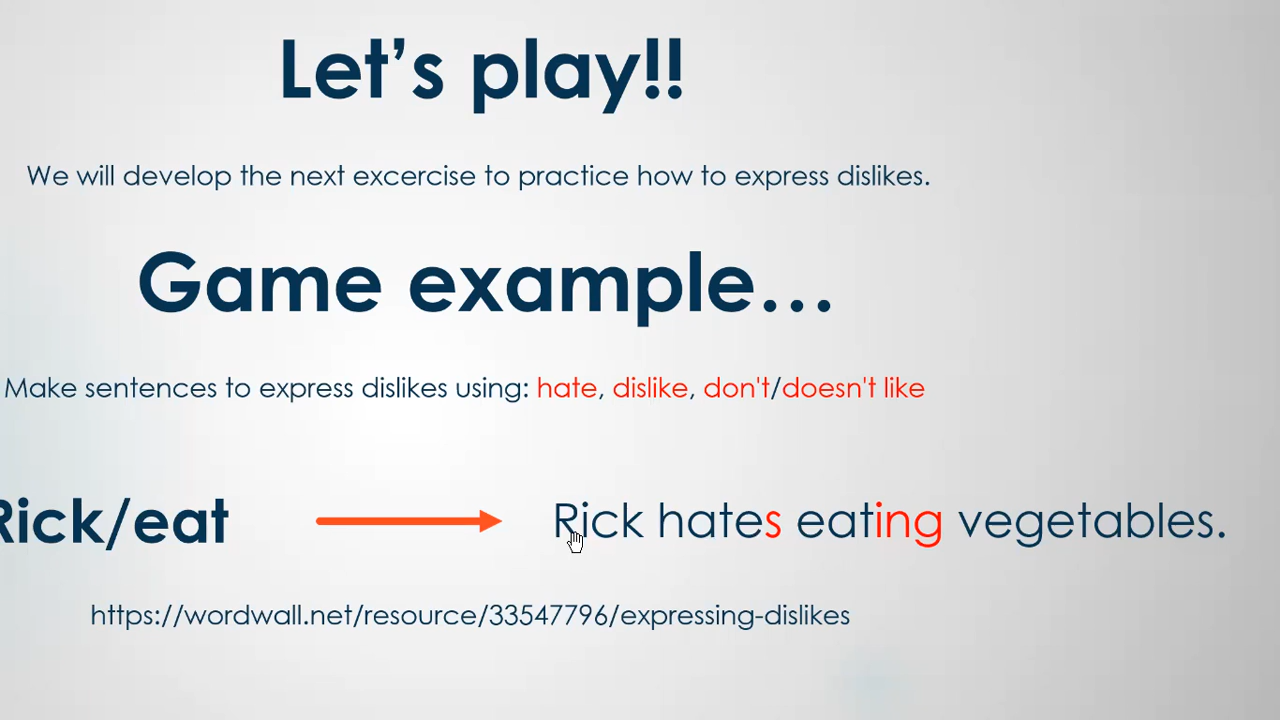 Let's play!!
We will develop the next excercise to practice how to express dislikes.
Game example...
Make sentences to express dislikes using: hate, dislike, don't/doesn't like
Rick/eat
Rick hates eating vegetables.
https://wordwall.net/resource/33547796/expressing-dislikes